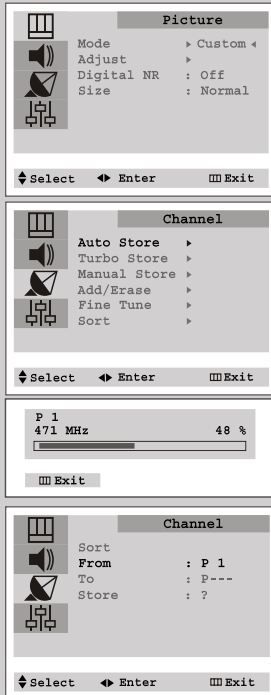 Picture
Mode ▸ Custom ◂
Adjust ▸
Digital NR : Off
Size : Normal
Select Enter Exit
Channel
Auto Store ▸
Turbo Store ▸
Manual Store ▸
Add/Erase ▸
Fine Tune ▸
Sort ▸
Select Enter Exit
P 1
471 MHz 48 %
Exit
Channel
Sort
From : P 1
To : P---
Store : ?
Select Enter Exit